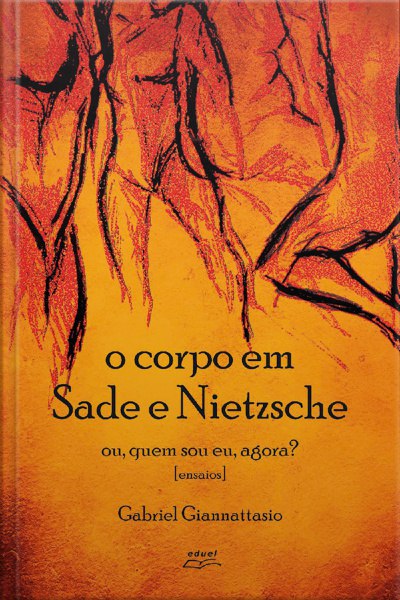 o corpo em
Sade e Nietzsche
ou, quem sou eu, agora?
[ensaios]
Gabriel Giannattasio
eduel